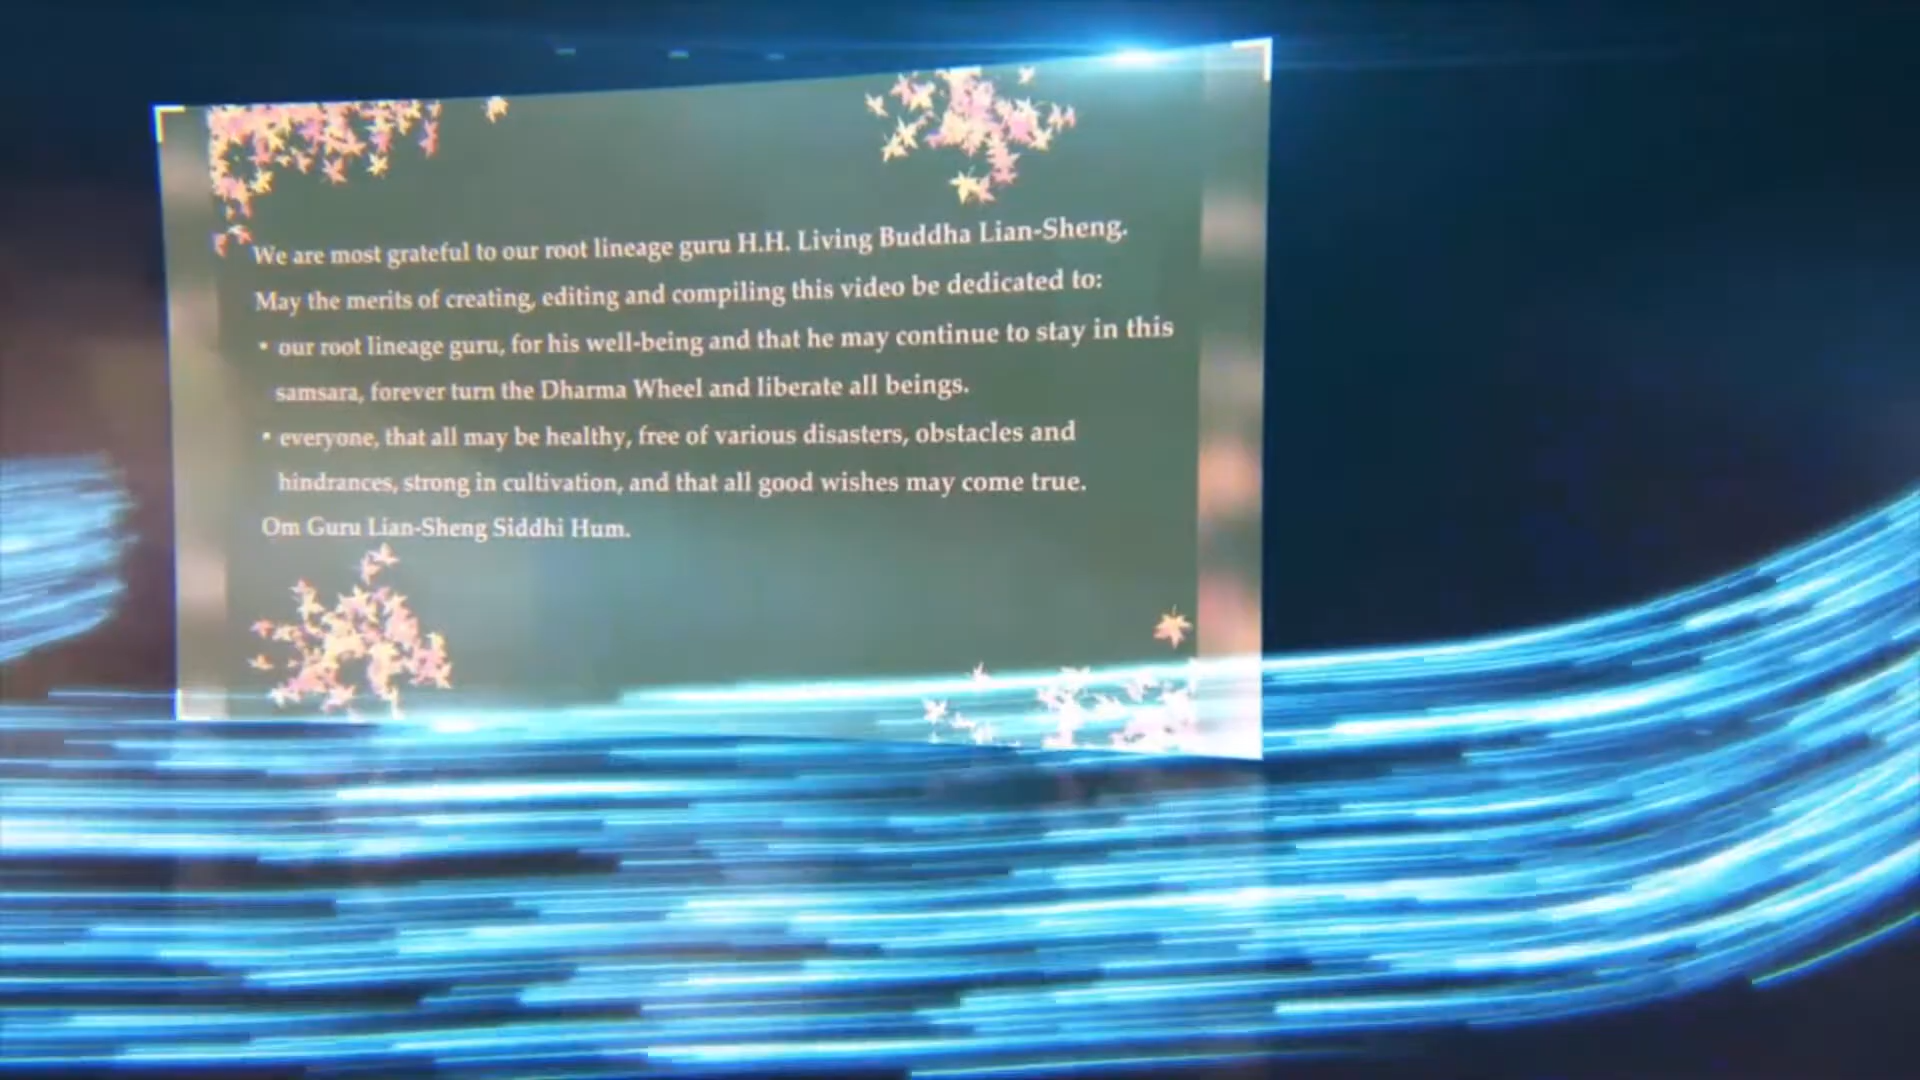 We are most grateful to our root lineage guru H.H. Living Buddha Lian-Sheng.
May the merits of creating, editing and compiling this video be dedicated to:
• our root lineage guru, for his well-being and that he may continue to stay in this
samsara, forever turn the Dharma Wheel and liberate all beings.
• everyone, that all may be healthy, free of various disasters, obstacles and
hindrances, strong in cultivation, and that all good wishes may come true.
Om Guru Lian-Sheng Siddhi Hum.